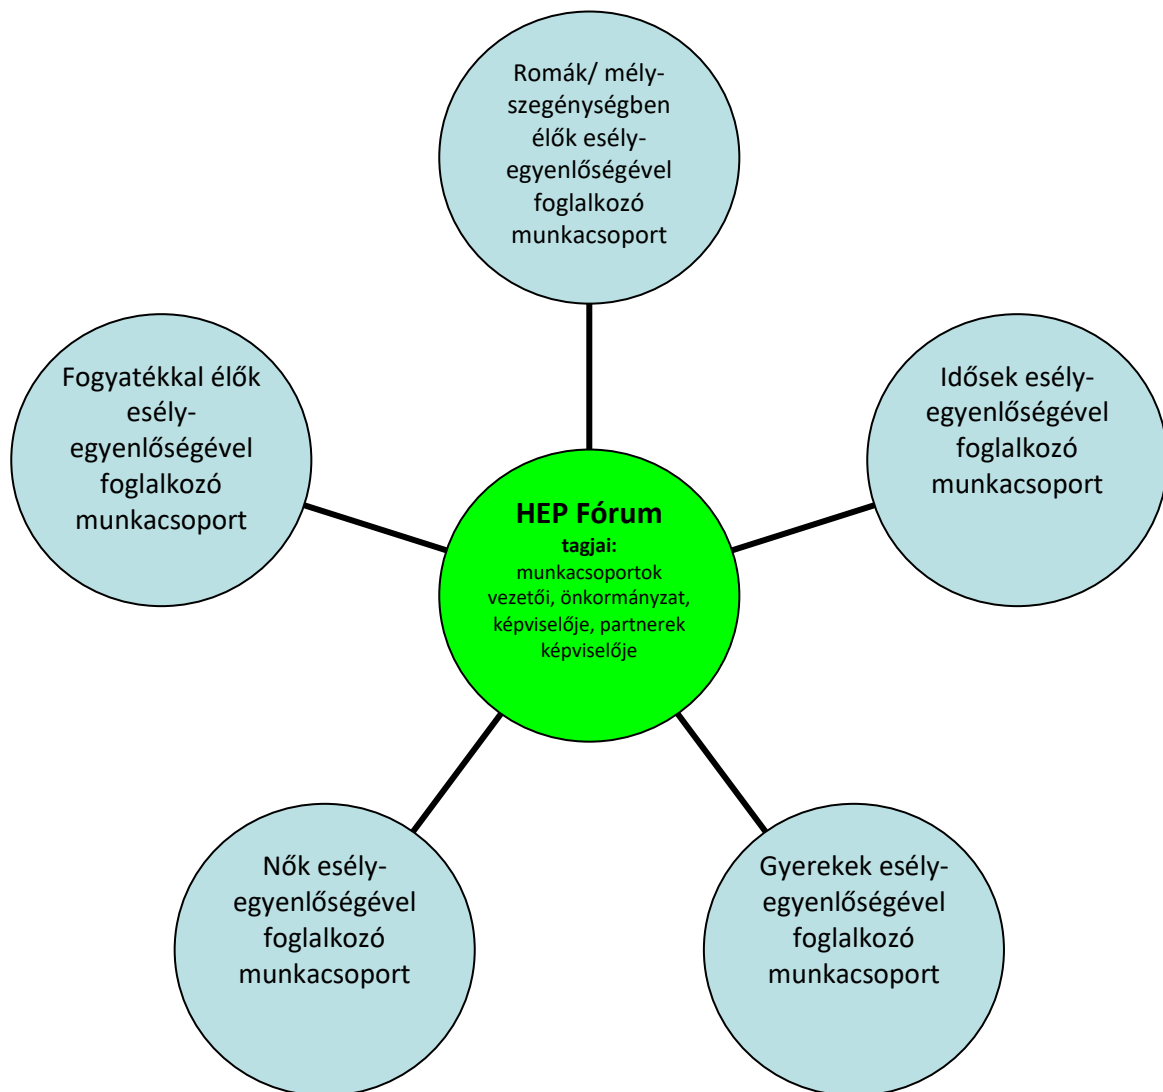 Romák/ mély-
szegénységben
élők esély-
egyenlőségével
foglalkozó
munkacsoport
Fogyatékkal élők
esély-
egyenlőségével
foglalkozó
munkacsoport
Idősek esély-
egyenlőségével
foglalkozó
munkacsoport
HEP Fórum
tagjai:
munkacsoportok
vezetői, önkormányzat,
képviselője, partnerek
képviselője
Nők esély-
egyenlőségével
foglalkozó
munkacsoport
Gyerekek esély-
egyenlőségével
foglalkozó
munkacsoport